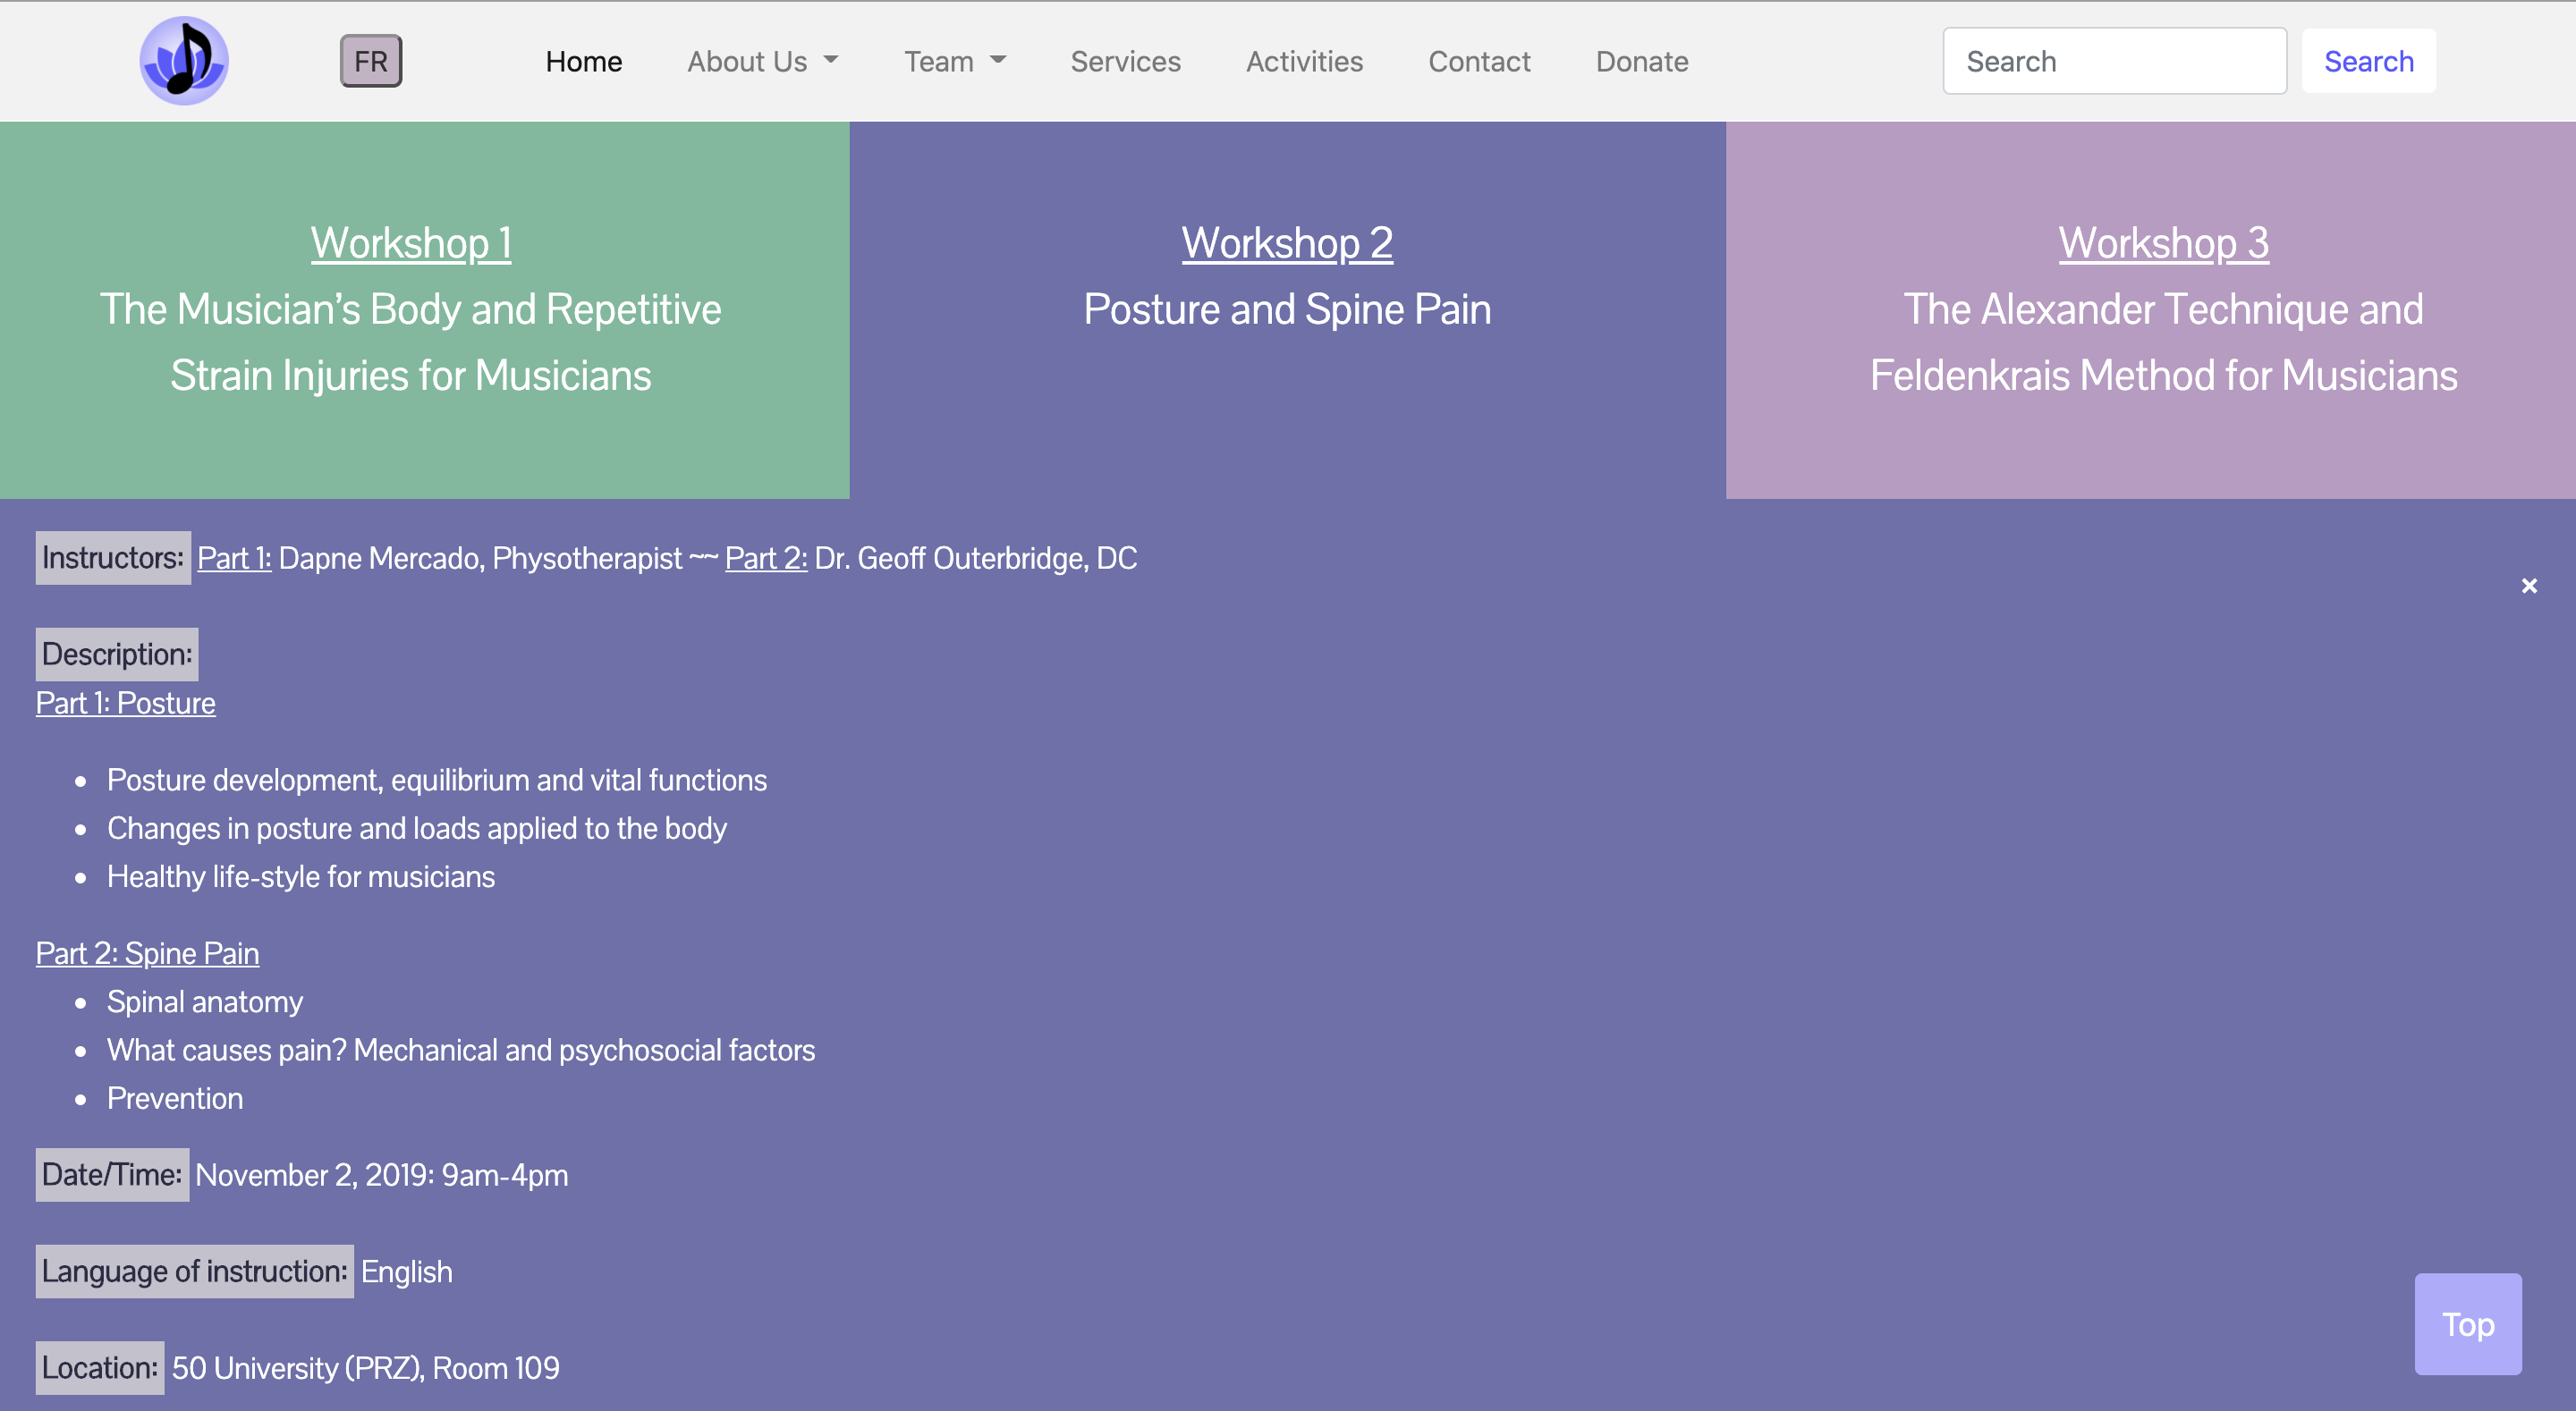 FR
Home
About Us
Team
Services
Activities
Contact
Donate
Search
Search
Workshop 1
The Musician’s Body and Repetitive
Strain Injuries for Musicians
Workshop 2
Posture and Spine Pain
Workshop 3
The Alexander Technique and
Feldenkrais Method for Musicians
Instructors: Part 1: Dapne Mercado, Physotherapist ~~ Part 2: Dr. Geoff Outerbridge, DC
×
Description:
Part 1: Posture
• Posture development, equilibrium and vital functions
• Changes in posture and loads applied to the body
• Healthy life-style for musicians
Part 2: Spine Pain
• Spinal anatomy
• What causes pain? Mechanical and psychosocial factors
• Prevention
Date/Time: November 2, 2019: 9am-4pm
Language of instruction: English
Top
Location: 50 University (PRZ), Room 109